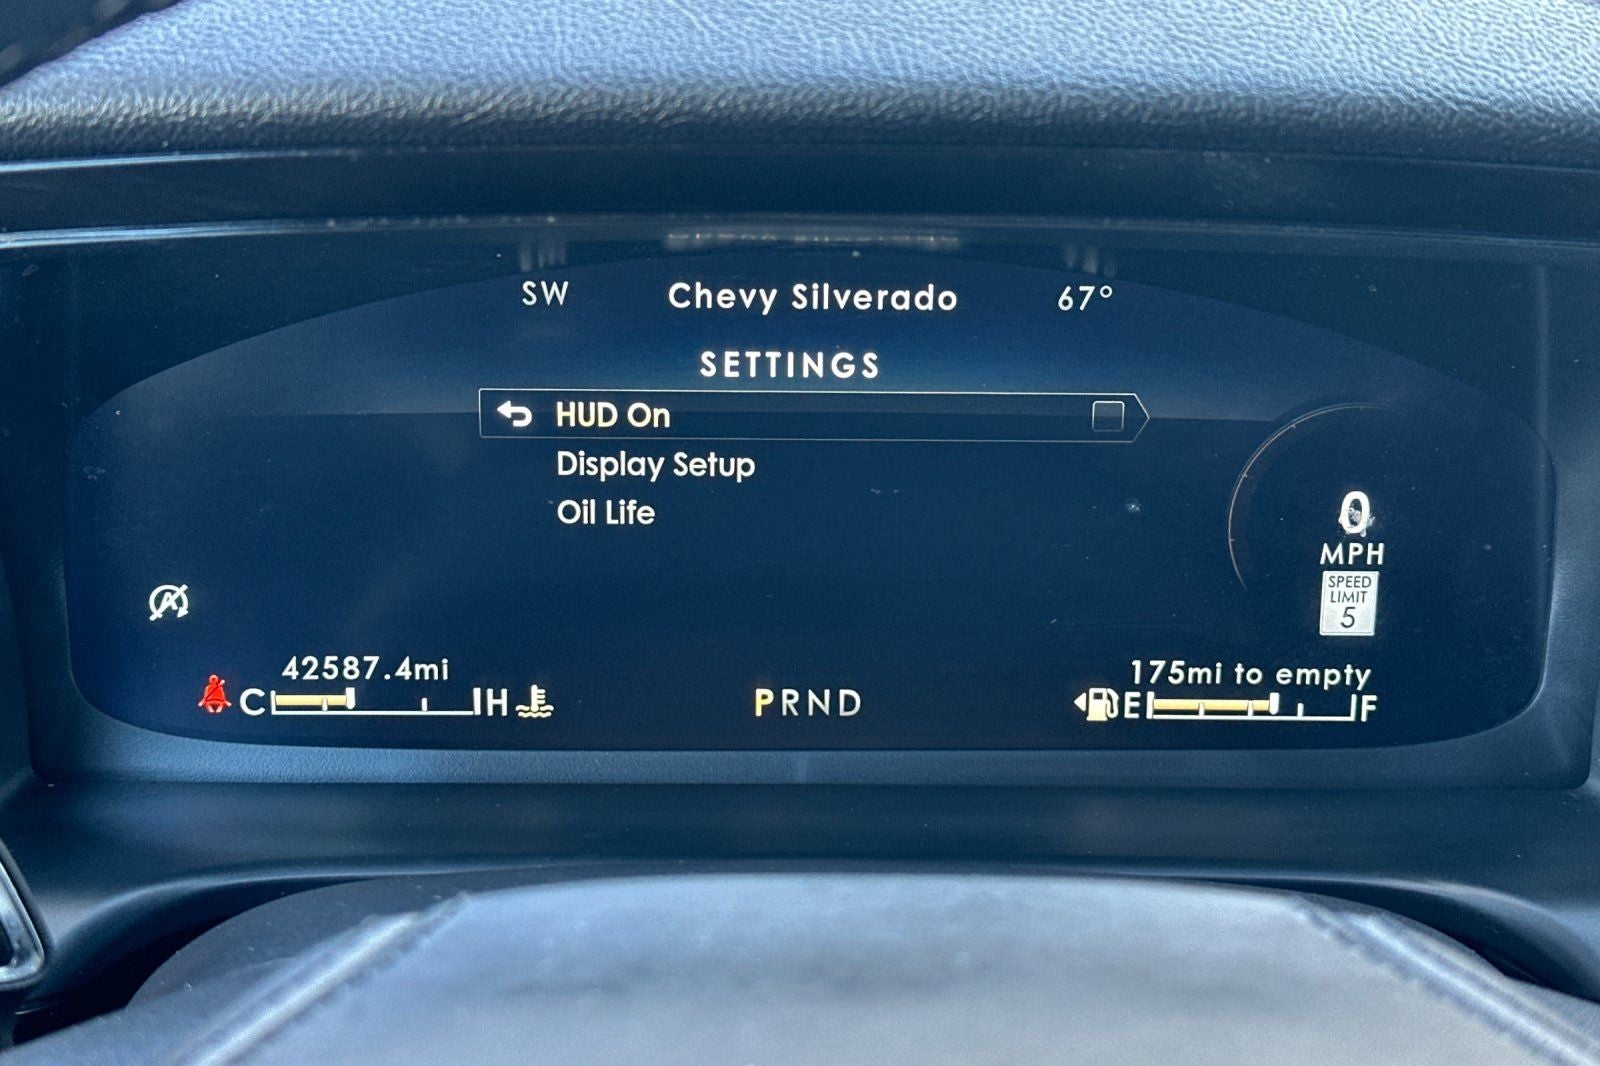 SW Chevy Silverado 67°
SETTINGS
HUD On
Display Setup
Oil Life
0
MPH
SPEED
LIMIT
5
42587.4mi
175mi to empty
C H
PRND
E F